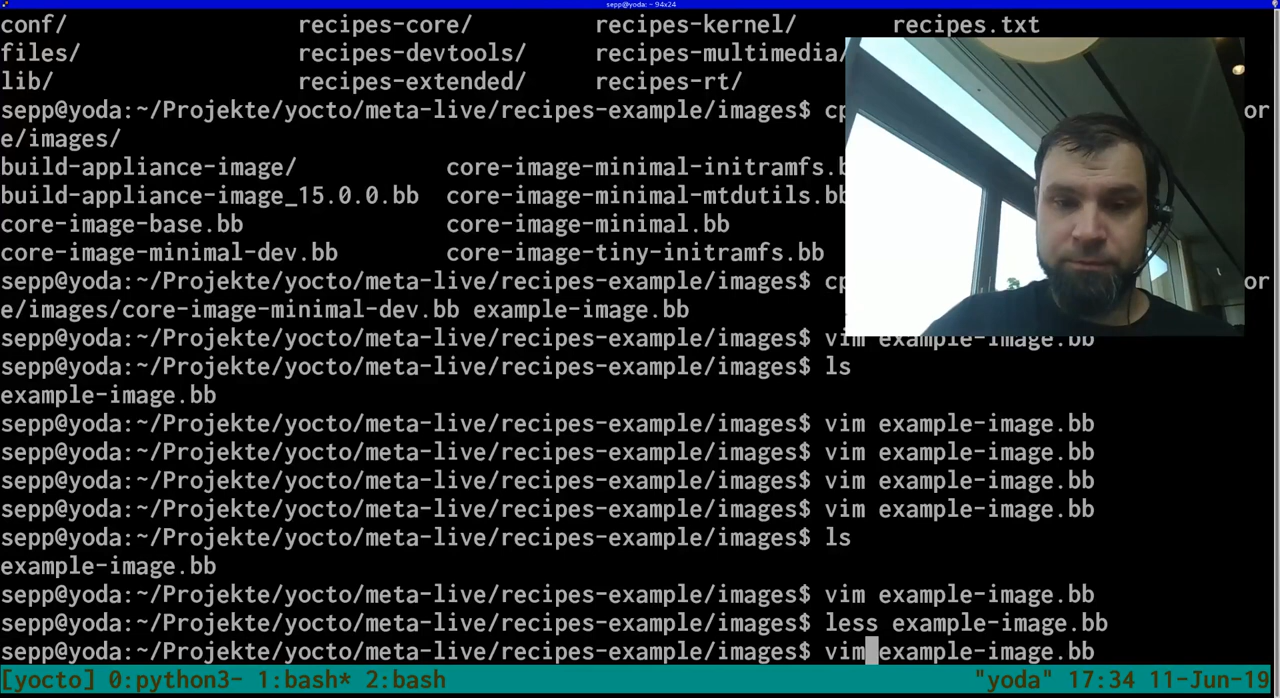 sepp@yoda: ~ 94x24
conf/ recipes-core/ recipes-kernel/ recipes.txt
files/ recipes-devtools/ recipes-multimedia/
lib/ recipes-extended/ recipes-rt/
sepp@yoda:~/Projekte/yocto/meta-live/recipes-example/images$ cp or
e/images/
build-appliance-image/ core-image-minimal-initramfs.b
build-appliance-image_15.0.0.bb core-image-minimal-mtdutils.bb
core-image-base.bb core-image-minimal.bb
core-image-minimal-dev.bb core-image-tiny-initramfs.bb
sepp@yoda:~/Projekte/yocto/meta-live/recipes-example/images$ cp or
e/images/core-image-minimal-dev.bb example-image.bb
sepp@yoda:~/Projekte/yocto/meta-live/recipes-example/images$ vim example-image.bb
sepp@yoda:~/Projekte/yocto/meta-live/recipes-example/images$ ls
example-image.bb
sepp@yoda:~/Projekte/yocto/meta-live/recipes-example/images$ vim example-image.bb
sepp@yoda:~/Projekte/yocto/meta-live/recipes-example/images$ vim example-image.bb
sepp@yoda:~/Projekte/yocto/meta-live/recipes-example/images$ vim example-image.bb
sepp@yoda:~/Projekte/yocto/meta-live/recipes-example/images$ vim example-image.bb
sepp@yoda:~/Projekte/yocto/meta-live/recipes-example/images$ ls
example-image.bb
sepp@yoda:~/Projekte/yocto/meta-live/recipes-example/images$ vim example-image.bb
sepp@yoda:~/Projekte/yocto/meta-live/recipes-example/images$ less example-image.bb
sepp@yoda:~/Projekte/yocto/meta-live/recipes-example/images$ vim example-image.bb
[yocto] 0:python3- 1:bash* 2:bash "yoda" 17:34 11-Jun-19